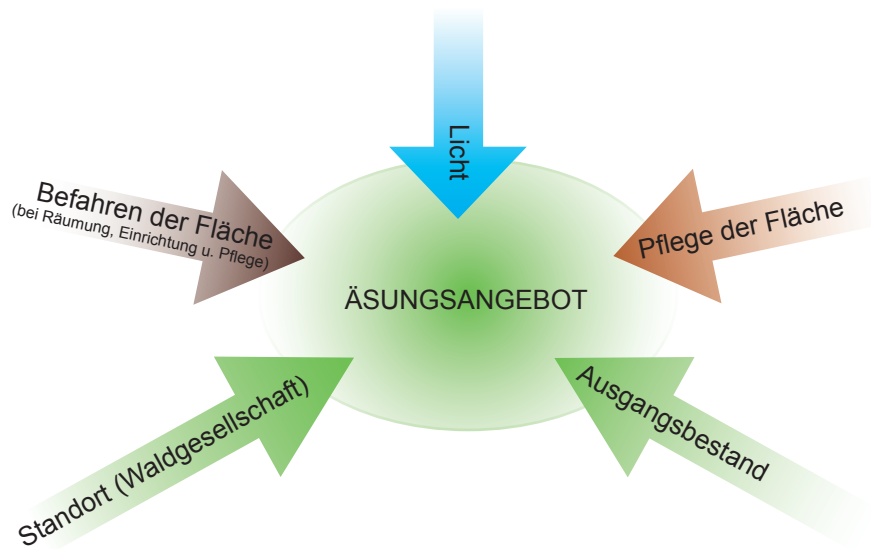 Licht
Befahren der Fläche
(bei Räumung, Einrichtung u. Pflege)
Pflege der Fläche
ÄSUNGSANGEBOT
Standort (Waldgesellschaft)
Ausgangsbestand